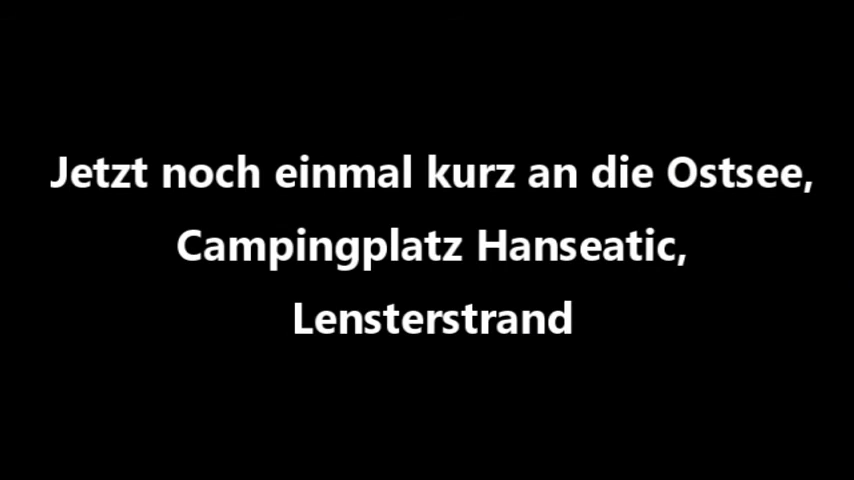 Jetzt noch einmal kurz an die Ostsee,
Campingplatz Hanseatic,
Lensterstrand